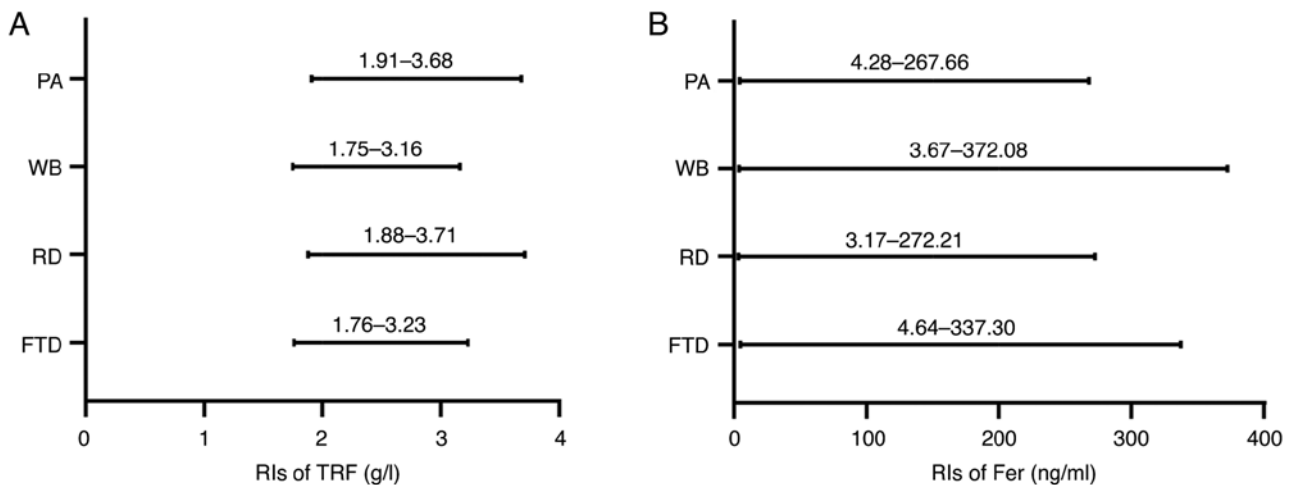 A
PA
1.91–3.68
WB
1.75–3.16
RD
1.88–3.71
FTD
1.76–3.23
0 1 2 3 4
RIs of TRF (g/l)
B
PA
4.28–267.66
WB
3.67–372.08
RD
3.17–272.21
FTD
4.64–337.30
0 100 200 300 400
RIs of Fer (ng/ml)